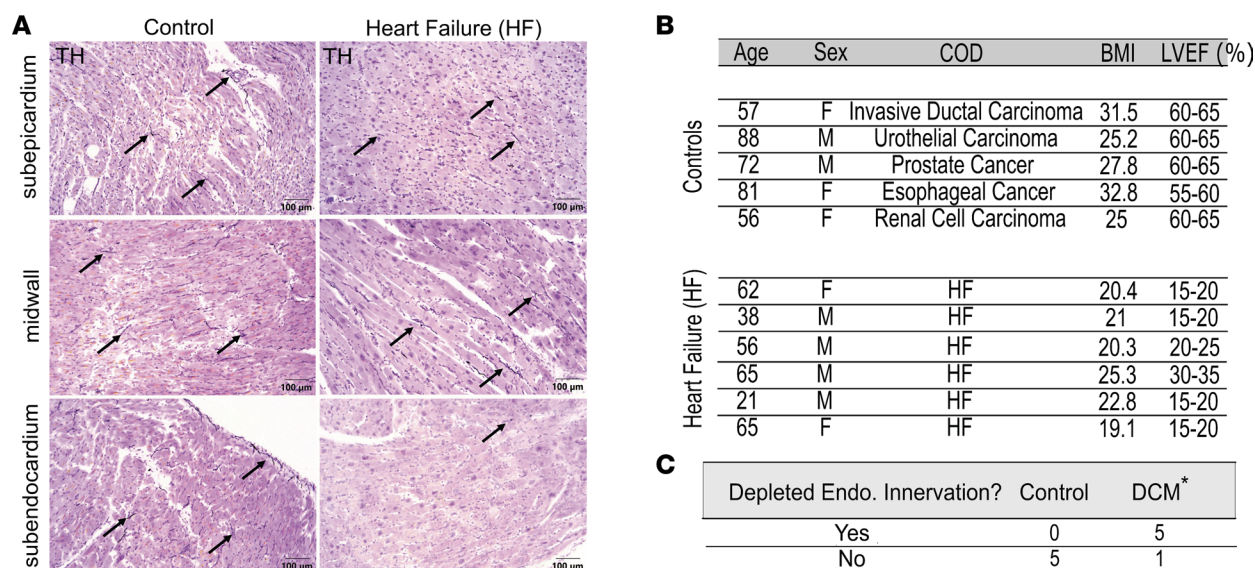 A
Control
Heart Failure (HF)
subepicardium
TH
TH
100 µm
100 µm
midwall
100 µm
100 µm
subendocardium
100 µm
100 µm
B
Age Sex COD BMI LVEF (%)
Controls
57 F Invasive Ductal Carcinoma 31.5 60-65
88 M Urothelial Carcinoma 25.2 60-65
72 M Prostate Cancer 27.8 60-65
81 F Esophageal Cancer 32.8 55-60
56 F Renal Cell Carcinoma 25 60-65
Heart Failure (HF)
62 F HF 20.4 15-20
38 M HF 21 15-20
56 M HF 20.3 20-25
65 M HF 25.3 30-35
21 M HF 22.8 15-20
65 F HF 19.1 15-20
C
Depleted Endo. Innervation? Control DCM*
Yes 0 5
No 5 1